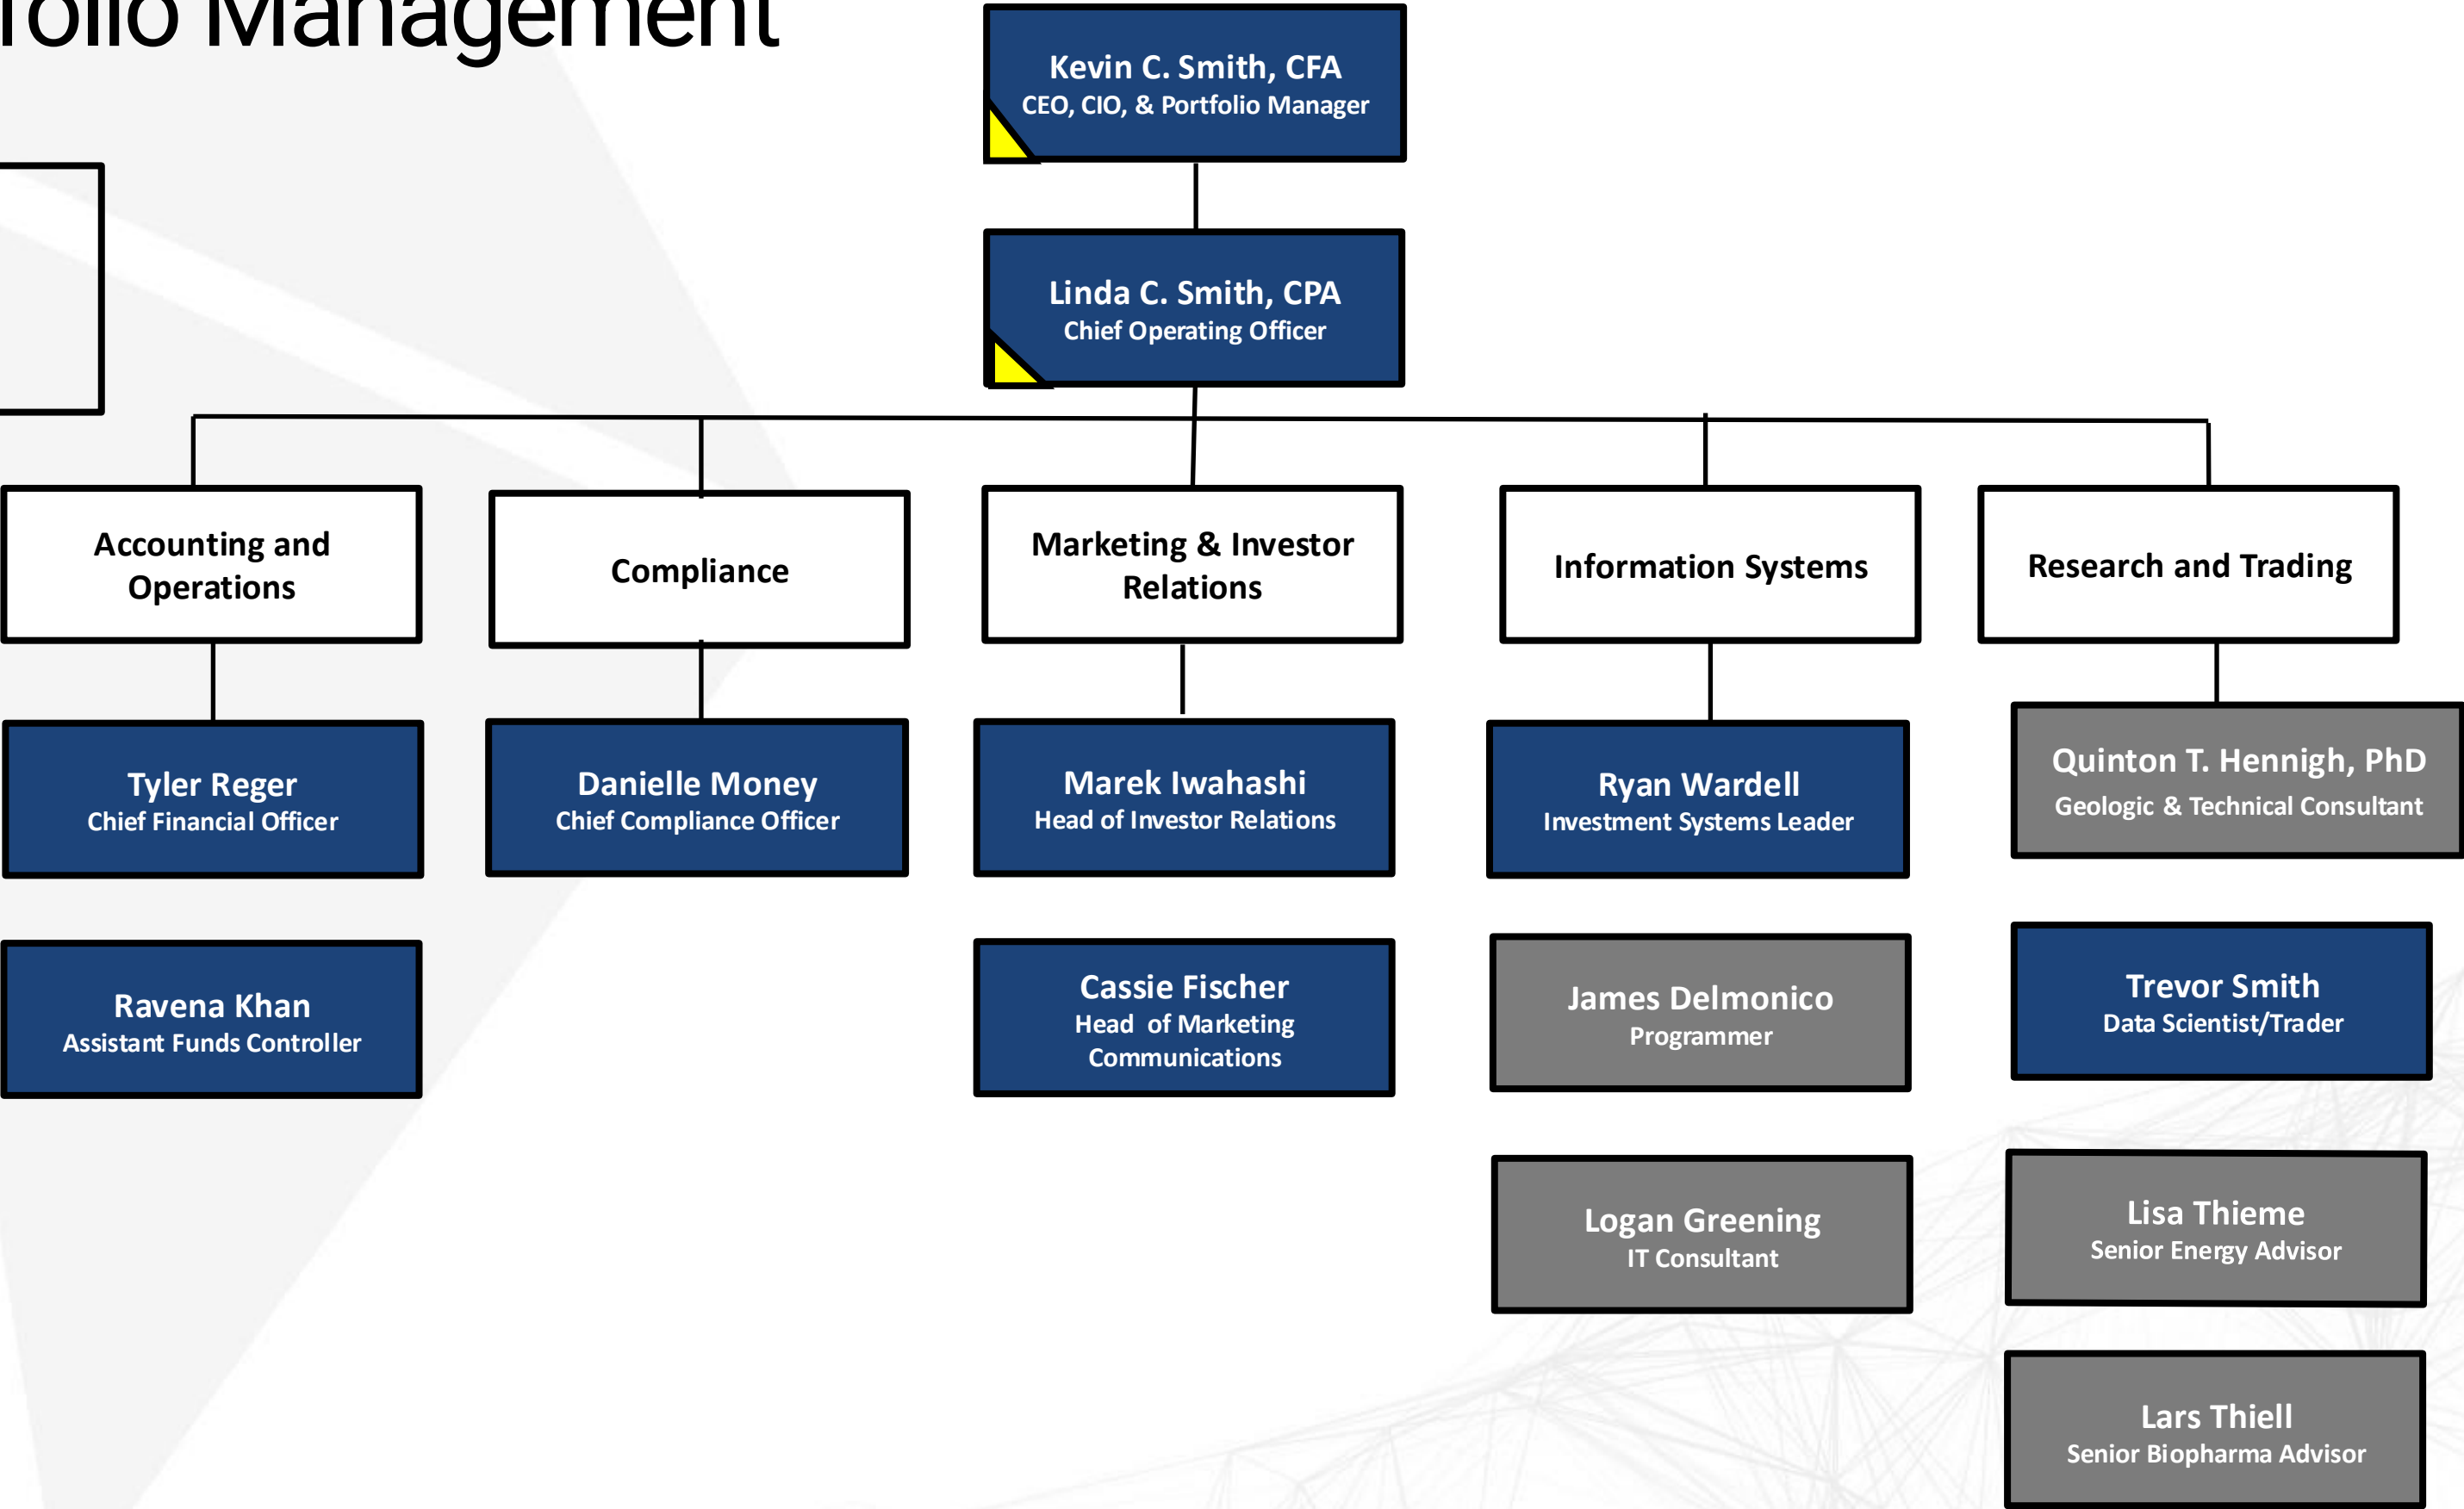 folio Management
Kevin C. Smith, CFA
CEO, CIO, & Portfolio Manager
Linda C. Smith, CPA
Chief Operating Officer
Accounting and
Operations
Compliance
Marketing & Investor
Relations
Information Systems
Research and Trading
Tyler Reger
Chief Financial Officer
Danielle Money
Chief Compliance Officer
Marek Iwahashi
Head of Investor Relations
Ryan Wardell
Investment Systems Leader
Quinton T. Hennigh, PhD
Geologic & Technical Consultant
Ravena Khan
Assistant Funds Controller
Cassie Fischer
Head of Marketing
Communications
James Delmonico
Programmer
Trevor Smith
Data Scientist/Trader
Logan Greening
IT Consultant
Lisa Thieme
Senior Energy Advisor
Lars Thiell
Senior Biopharma Advisor